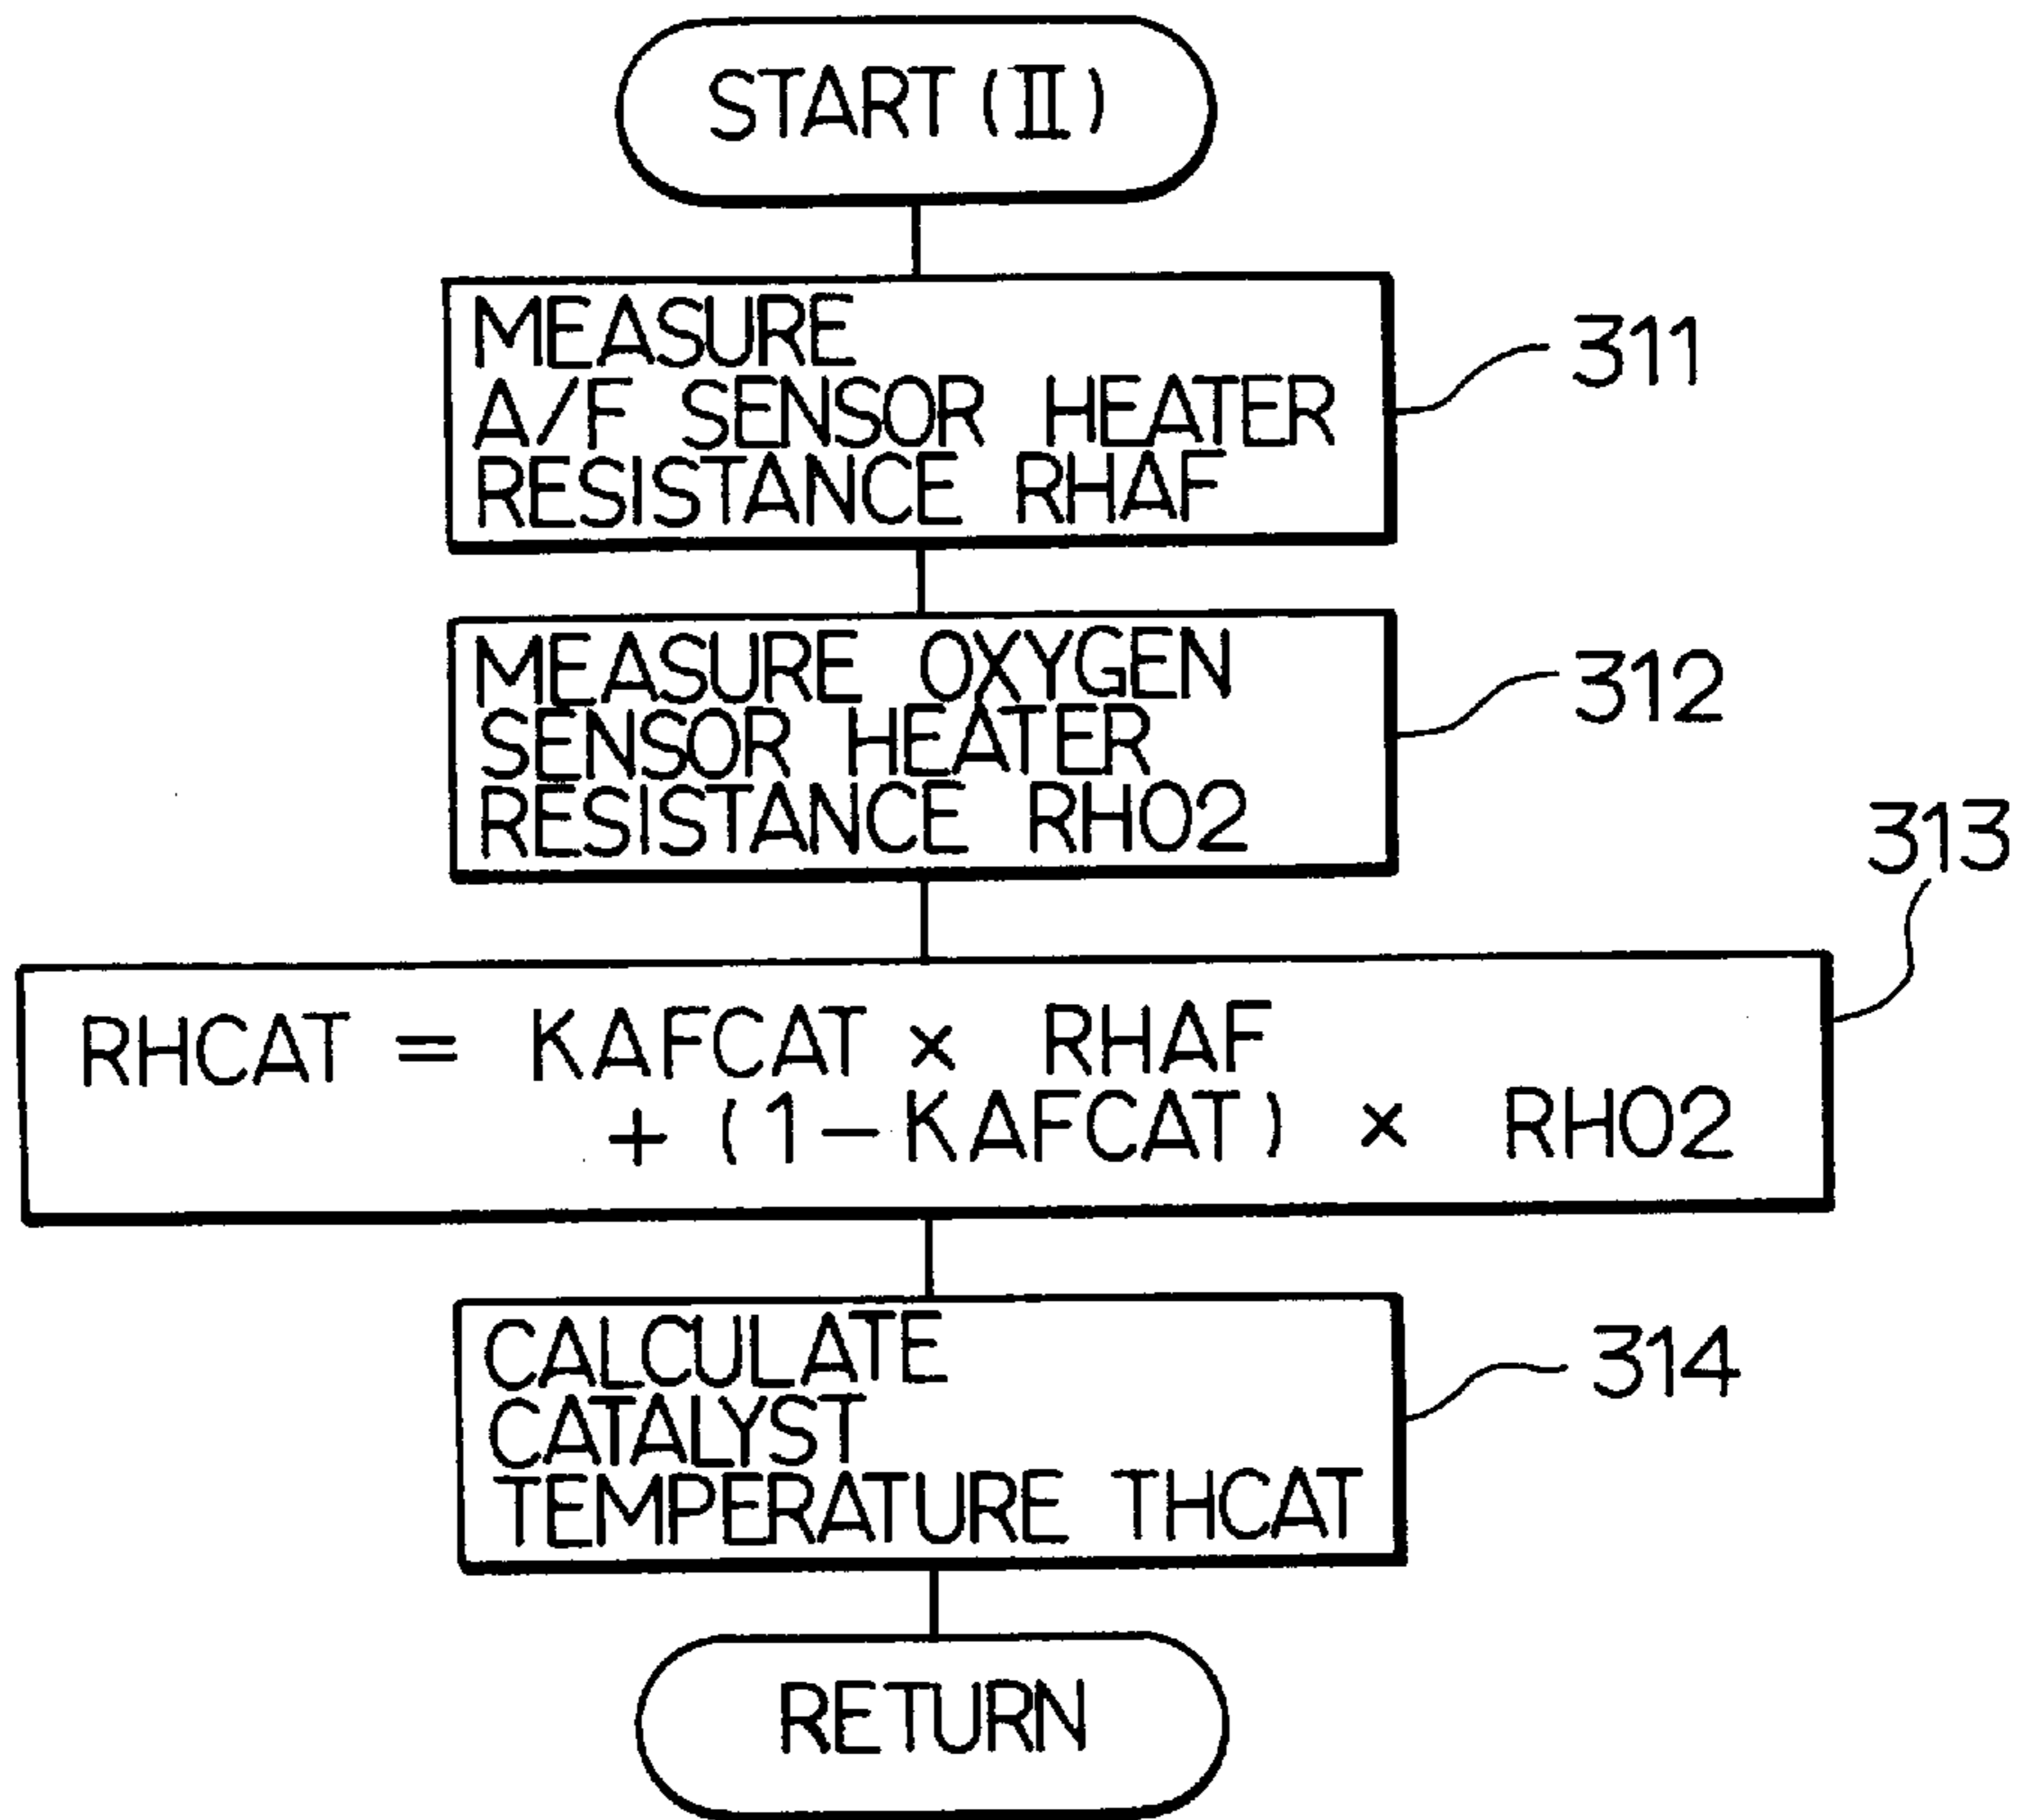 START (II)
MEASURE
A/F SENSOR HEATER
RESISTANCE RHAF
311
MEASURE OXYGEN
SENSOR HEATER
RESISTANCE RHO2
312
313
RHCAT = KAFCAT × RHAF
+ (1-KAFCAT) × RHO2
CALCULATE
CATALYST
TEMPERATURE THCAT
314
RETURN